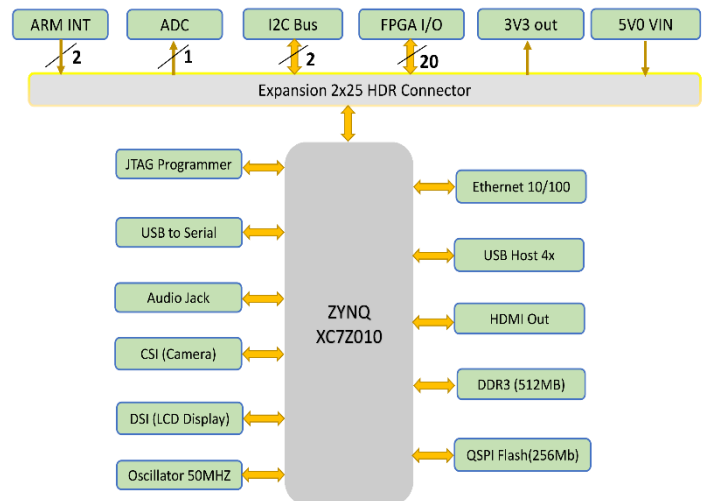 ARM INT
ADC
I2C Bus
FPGA I/O
3V3 out
5V0 VIN
2
1
2
20
Expansion 2x25 HDR Connector
JTAG Programmer
USB to Serial
Audio Jack
CSI (Camera)
DSI (LCD Display)
Oscillator 50MHZ
ZYNQ
XC7Z010
Ethernet 10/100
USB Host 4x
HDMI Out
DDR3 (512MB)
QSPI Flash(256Mb)